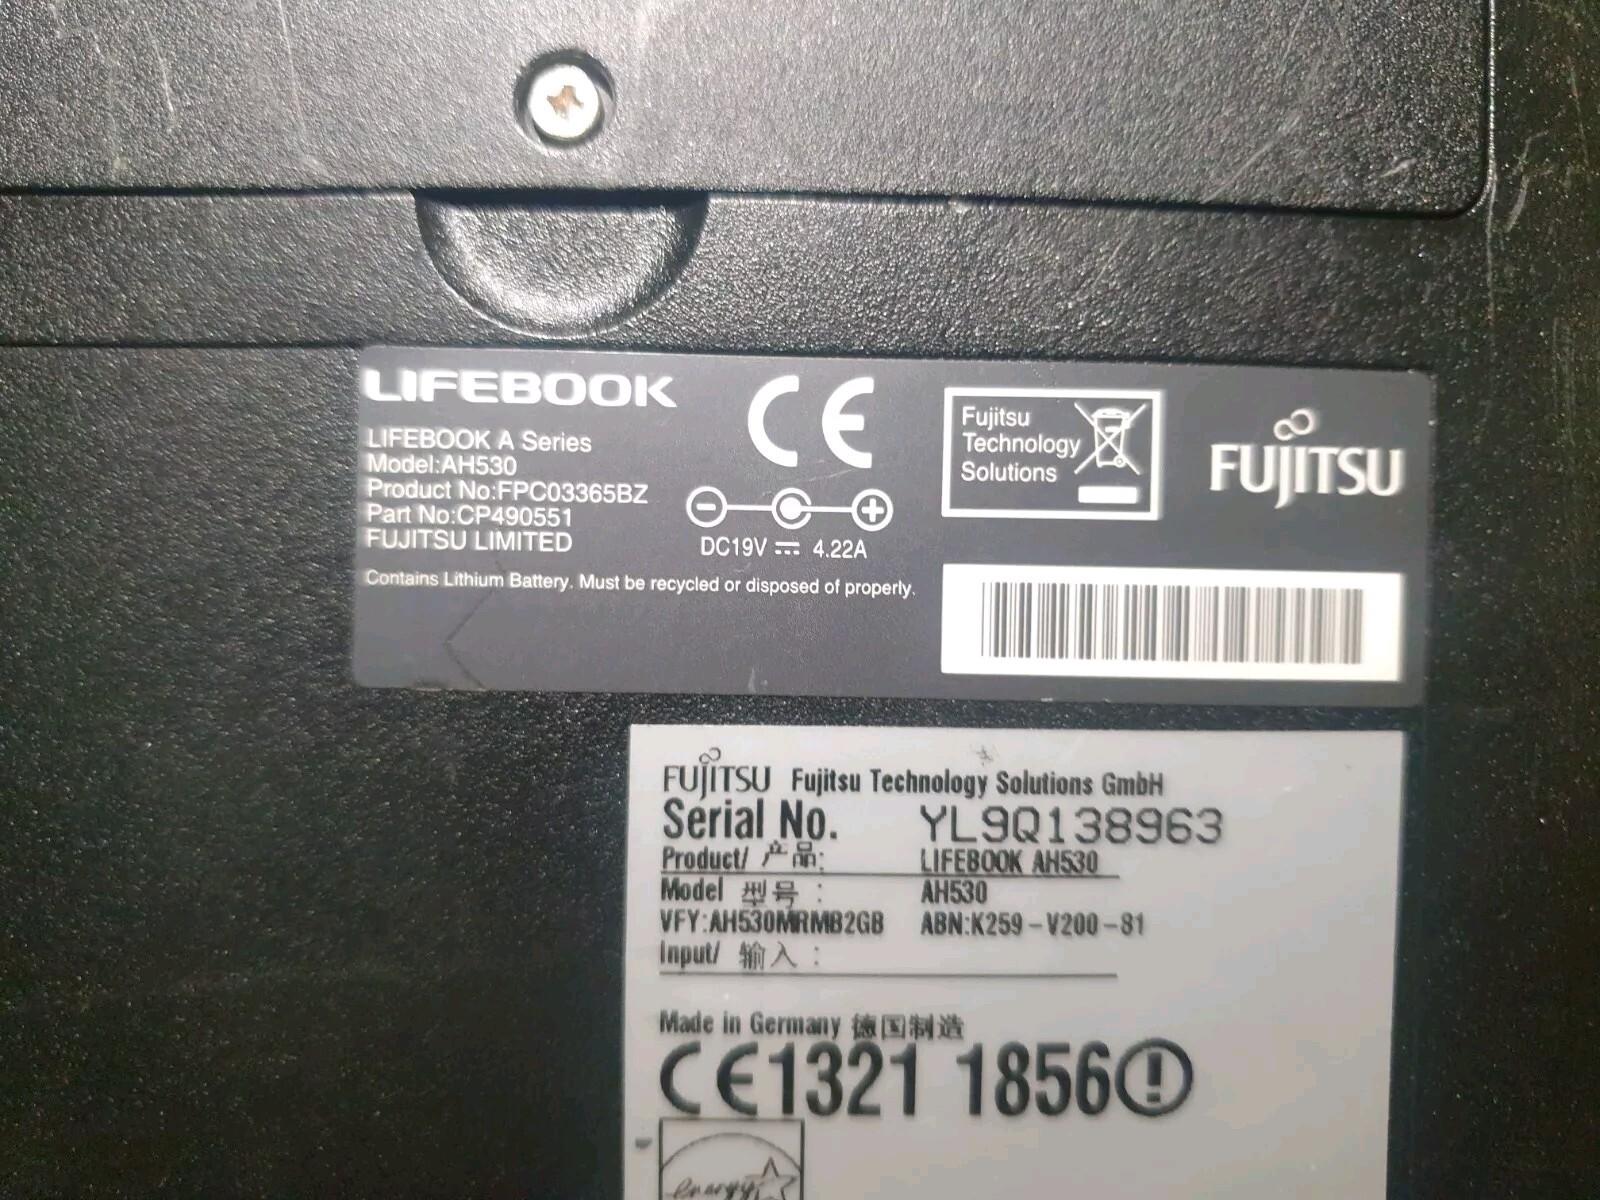 LIFEBOOK
LIFEBOOK A Series
Model:AH530
Product No:FPC03365BZ
Part No:CP490551
FUJITSU LIMITED
Contains Lithium Battery. Must be recycled or disposed of properly.
CE
DC19V ⎓ 4.22A
Fujitsu
Technology
Solutions
FUJITSU
FUJITSU Fujitsu Technology Solutions GmbH
Serial No. YL9Q138963
Product/ 产品: LIFEBOOK AH530
Model 型号 : AH530
VFY:AH530MRMB2GB ABN:K259-V200-81
Input/ 输入 :
Made in Germany 德国制造
CE1321 1856
energy